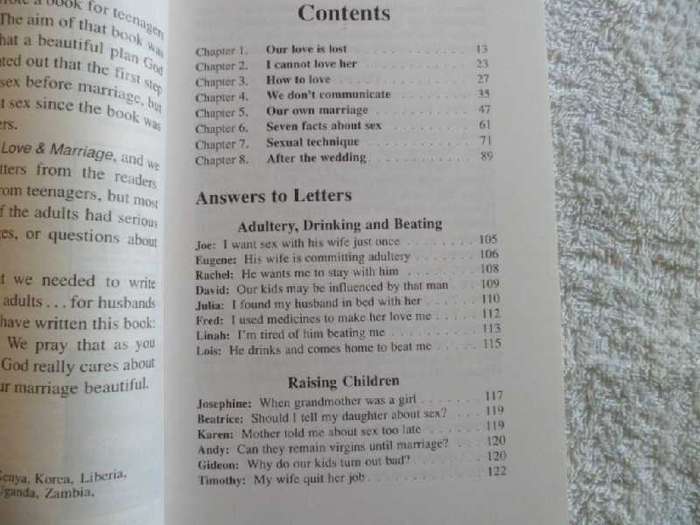 a book for teenagers
The aim of that book was
that a beautiful plan God
ted out that the first step
sex before marriage, but
t sex since the book was
ers.
Love & Marriage, and we
tters from the readers
om teenagers, but most
f the adults had serious
es, or questions about
t we needed to write
adults . . . for husbands
have written this book:
We pray that as you
God really cares about
ur marriage beautiful.
Kenya, Korea, Liberia,
Uganda, Zambia,
Contents
Chapter 1. Our love is lost 13
Chapter 2. I cannot love her 23
Chapter 3. How to love 27
Chapter 4. We don't communicate 35
Chapter 5. Our own marriage 47
Chapter 6. Seven facts about sex 61
Chapter 7. Sexual technique 71
Chapter 8. After the wedding 89
Answers to Letters
Adultery, Drinking and Beating
Joe: I want sex with his wife just once 105
Eugene: His wife is committing adultery 106
Rachel: He wants me to stay with him 108
David: Our kids may be influenced by that man 109
Julia: I found my husband in bed with her 110
Fred: I used medicines to make her love me 112
Linah: I'm tired of him beating me 113
Lois: He drinks and comes home to beat me 115
Raising Children
Josephine: When grandmother was a girl 117
Beatrice: Should I tell my daughter about sex? 119
Karen: Mother told me about sex too late 119
Andy: Can they remain virgins until marriage? 120
Gideon: Why do our kids turn out bad? 120
Timothy: My wife quit her job 122